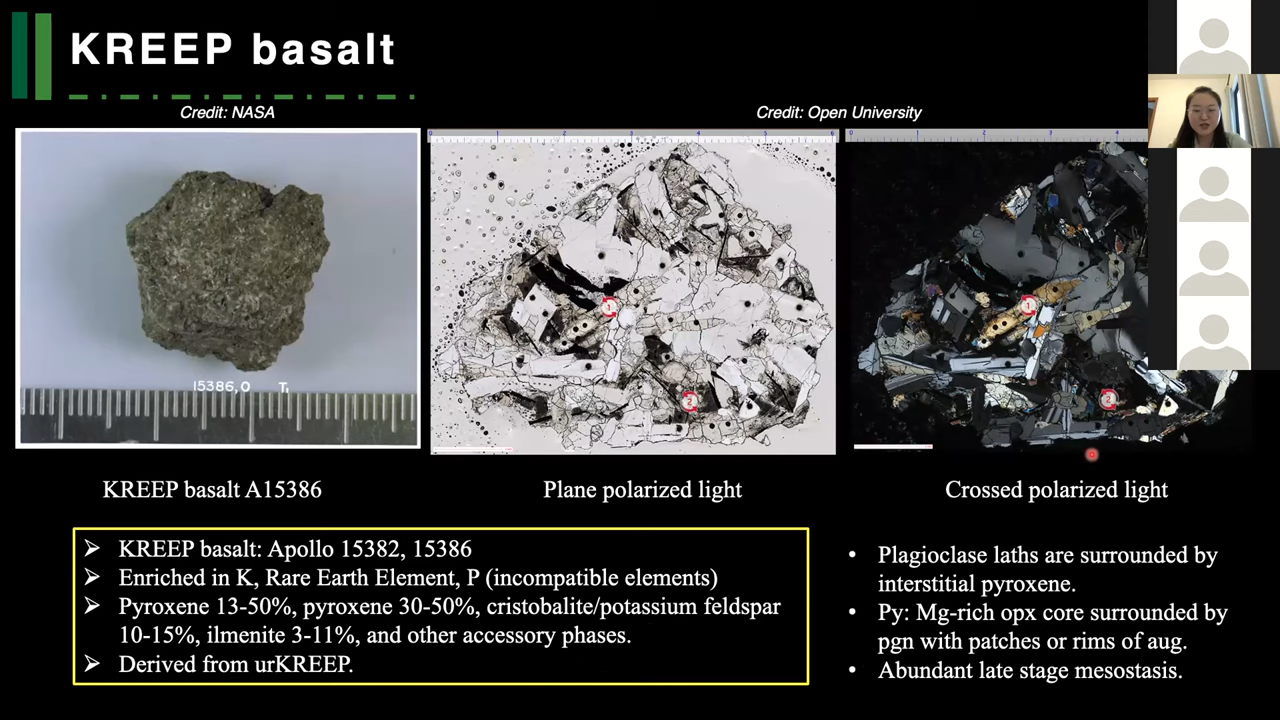 KREEP basalt
Credit: NASA
Credit: Open University
15386,0 T₁
KREEP basalt A15386
Plane polarized light
Crossed polarized light
➢ KREEP basalt: Apollo 15382, 15386
➢ Enriched in K, Rare Earth Element, P (incompatible elements)
➢ Pyroxene 13-50%, pyroxene 30-50%, cristobalite/potassium feldspar
10-15%, ilmenite 3-11%, and other accessory phases.
➢ Derived from urKREEP.
• Plagioclase laths are surrounded by
interstitial pyroxene.
• Py: Mg-rich opx core surrounded by
pgn with patches or rims of aug.
• Abundant late stage mesostasis.